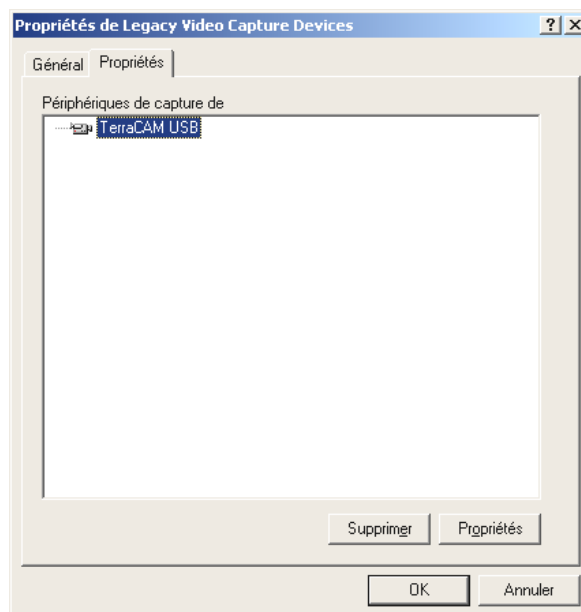 Propriétés de Legacy Video Capture Devices
Général Propriétés
Périphériques de capture de
TerraCAM USB
Supprimer Propriétés
OK Annuler